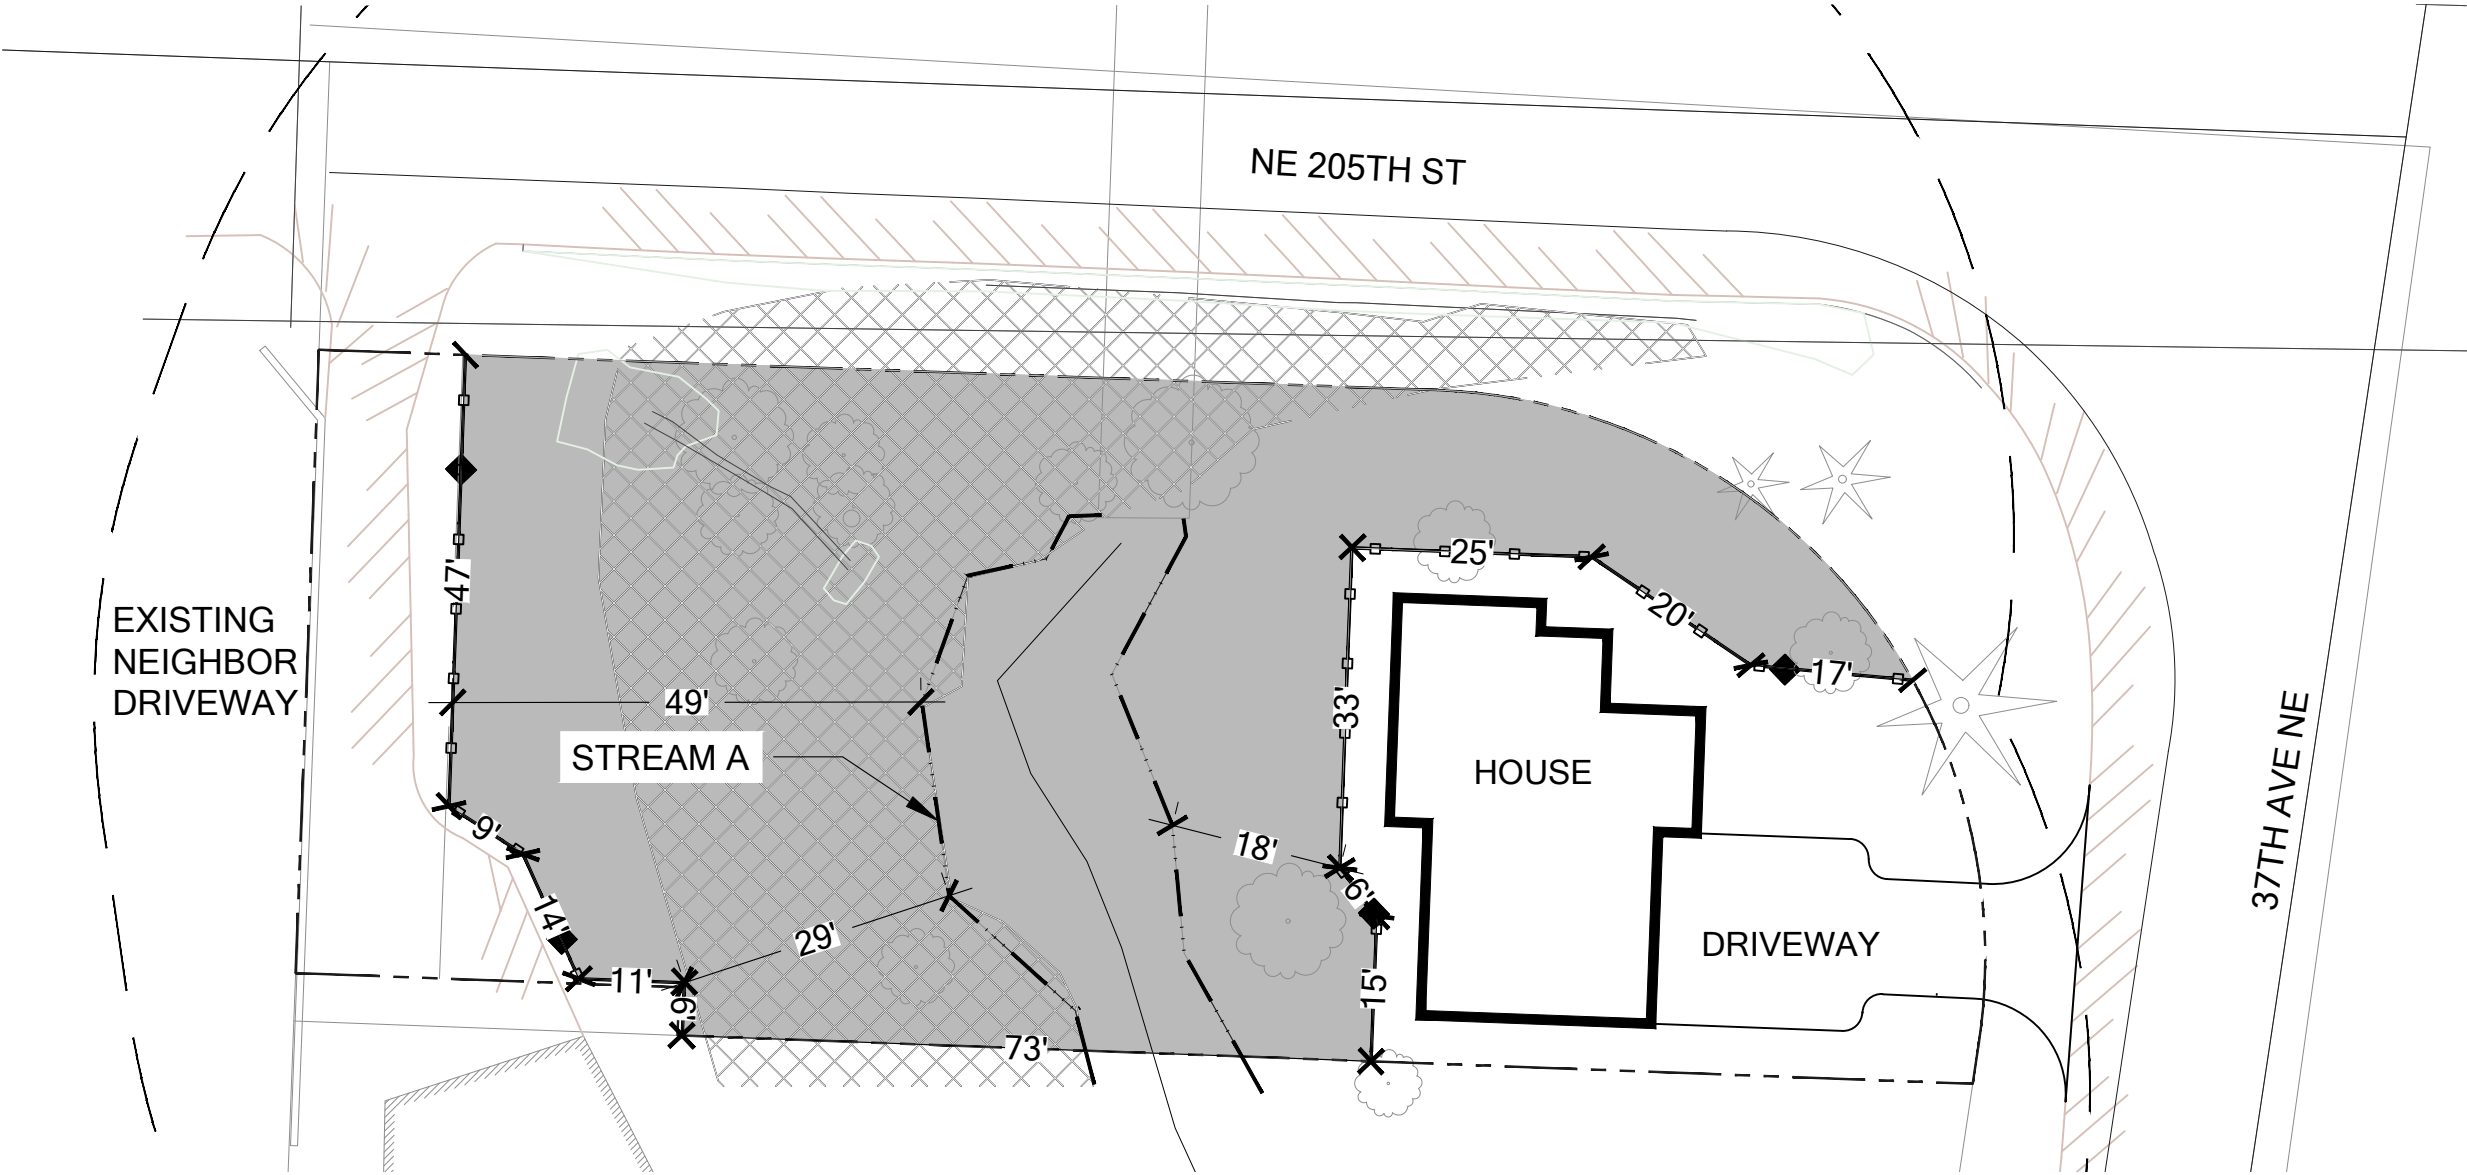 NE 205TH ST
25'
47'
20'
EXISTING
NEIGHBOR
DRIVEWAY
17'
49'
33'
STREAM A
HOUSE
37TH AVE NE
9'
18'
6'
14'
29'
DRIVEWAY
11'
15'
6'
73'